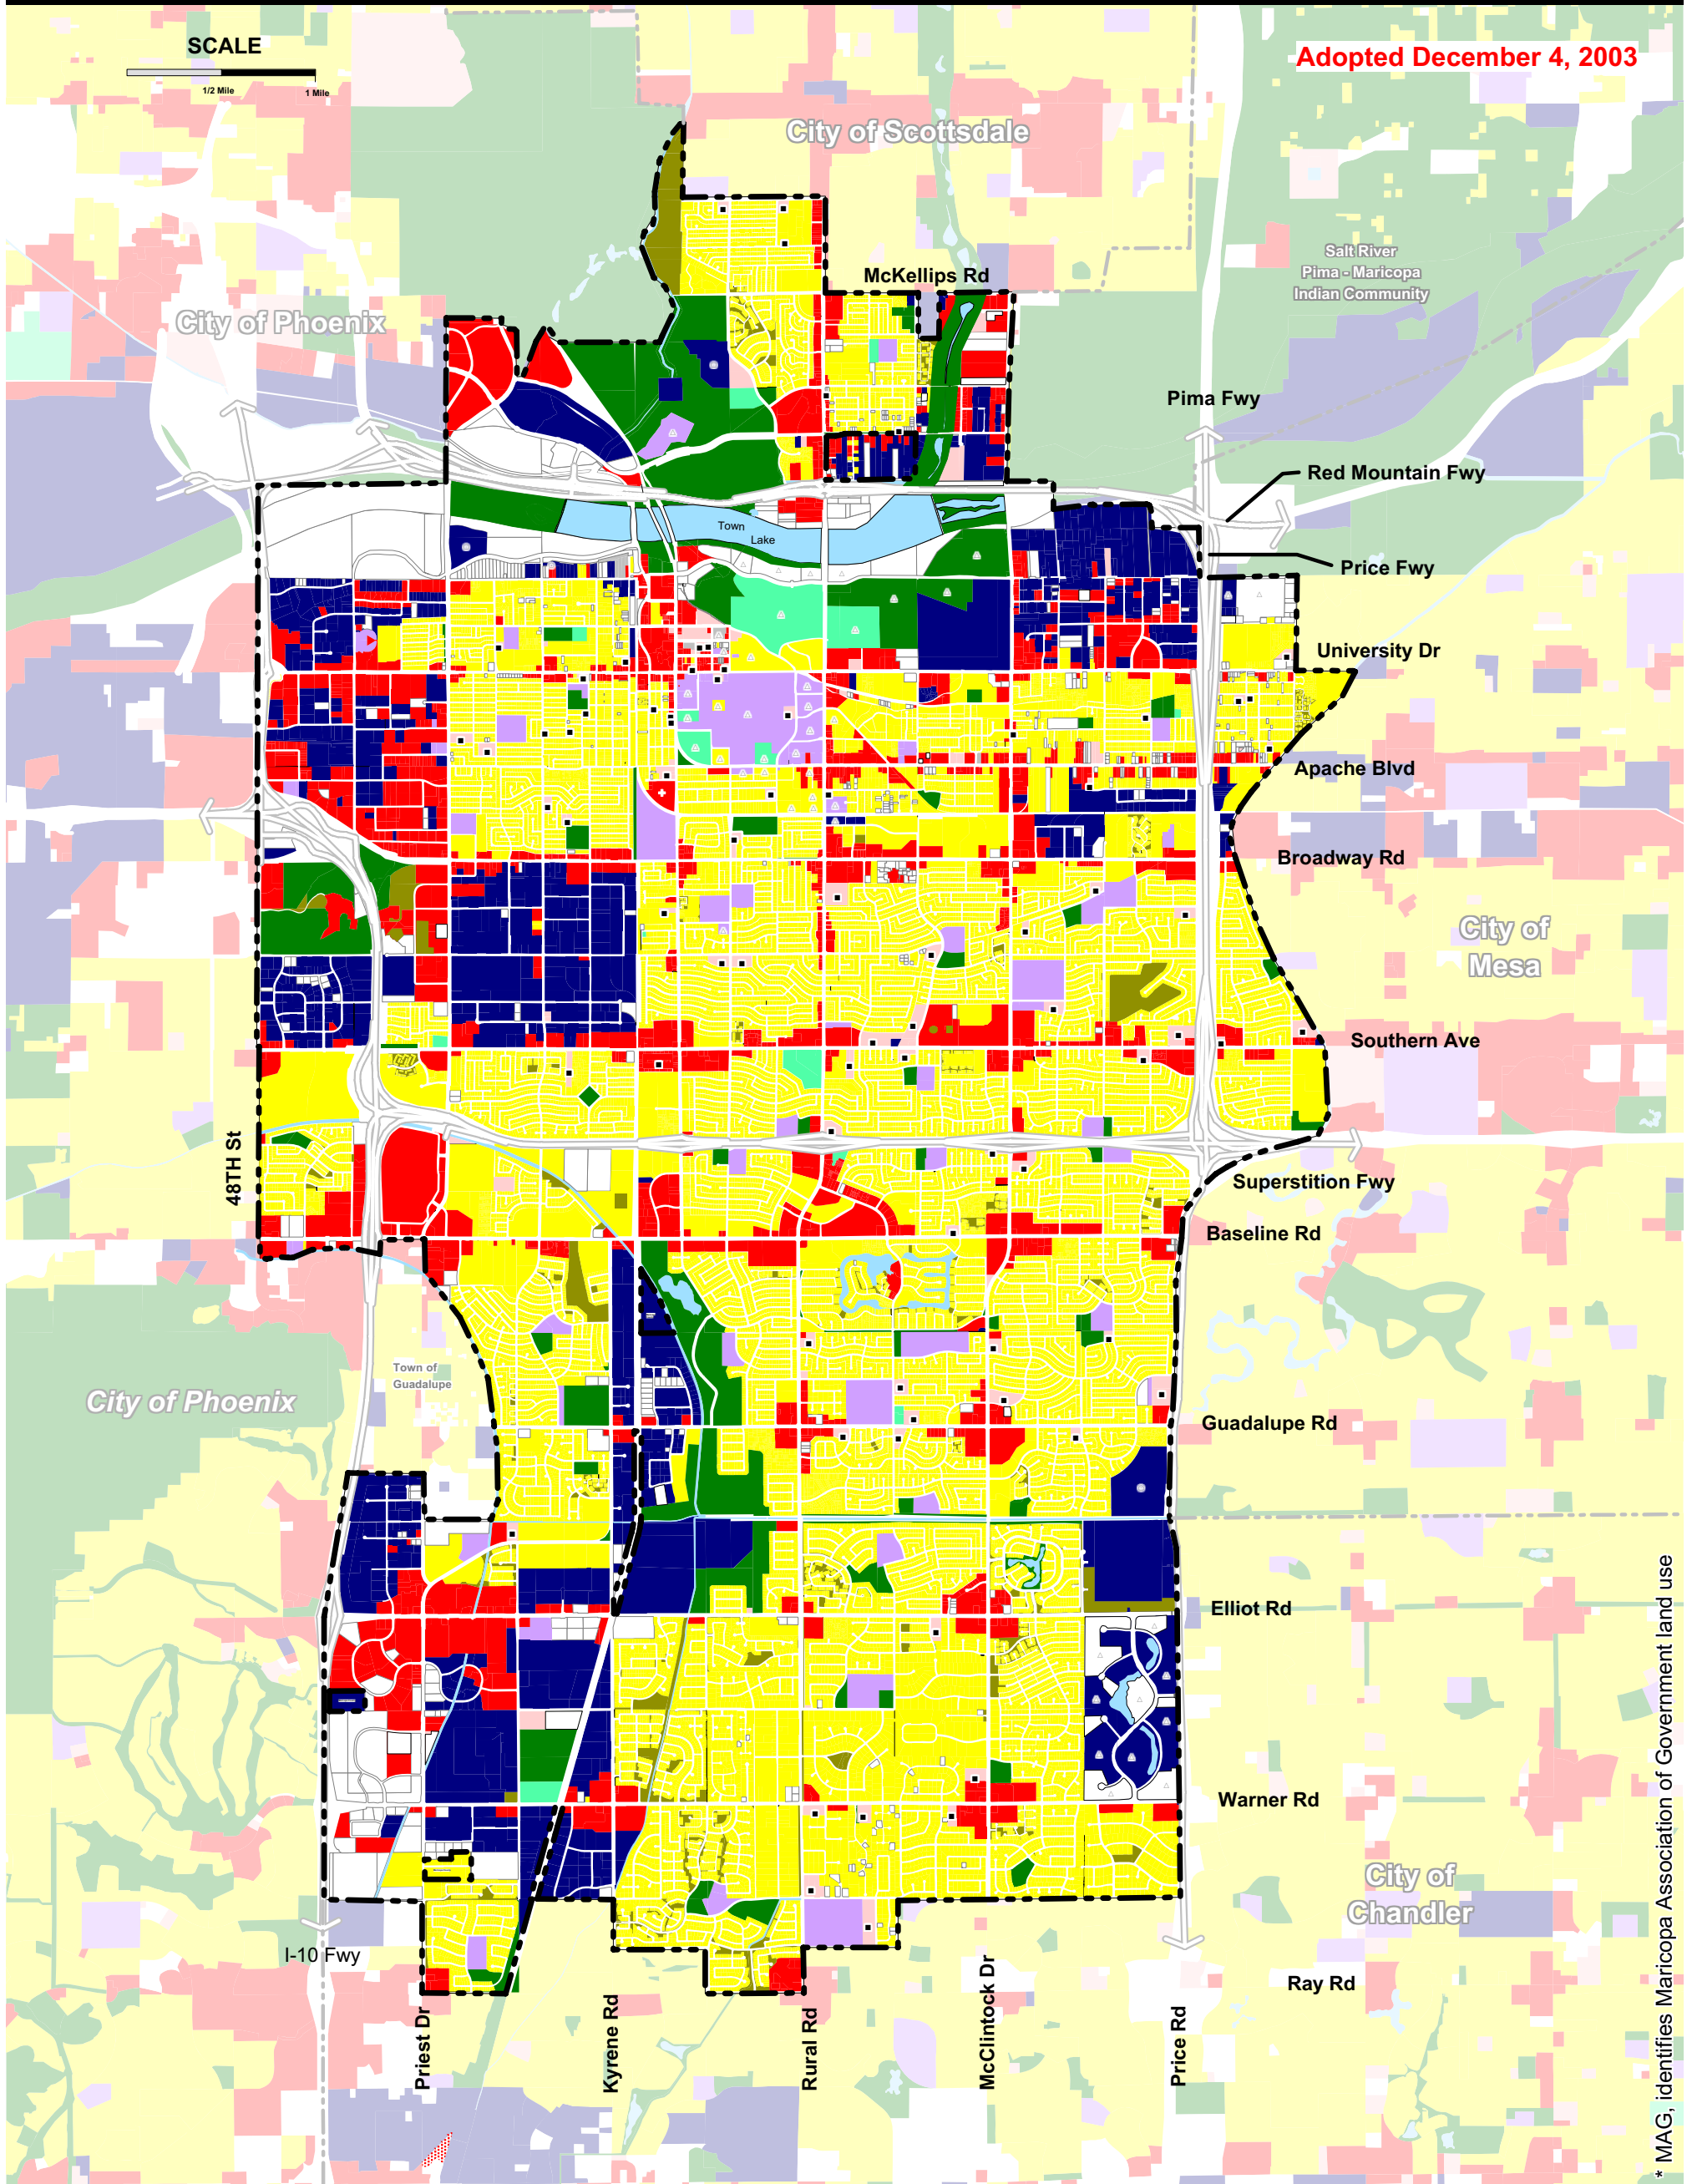 SCALE
1/2 Mile
1 Mile
Adopted December 4, 2003
City of Scottsdale
Salt River
Pima - Maricopa
Indian Community
McKellips Rd
City of Phoenix
Pima Fwy
Red Mountain Fwy
Town
Lake
Price Fwy
University Dr
Apache Blvd
Broadway Rd
City of
Mesa
Southern Ave
48TH St
Superstition Fwy
Baseline Rd
Town of
Guadalupe
City of Phoenix
Guadalupe Rd
Elliot Rd
Warner Rd
City of
Chandler
I-10 Fwy
Ray Rd
Priest Dr
Kyrene Rd
Rural Rd
McClintock Dr
Price Rd
* MAG, identifies Maricopa Association of Government land use